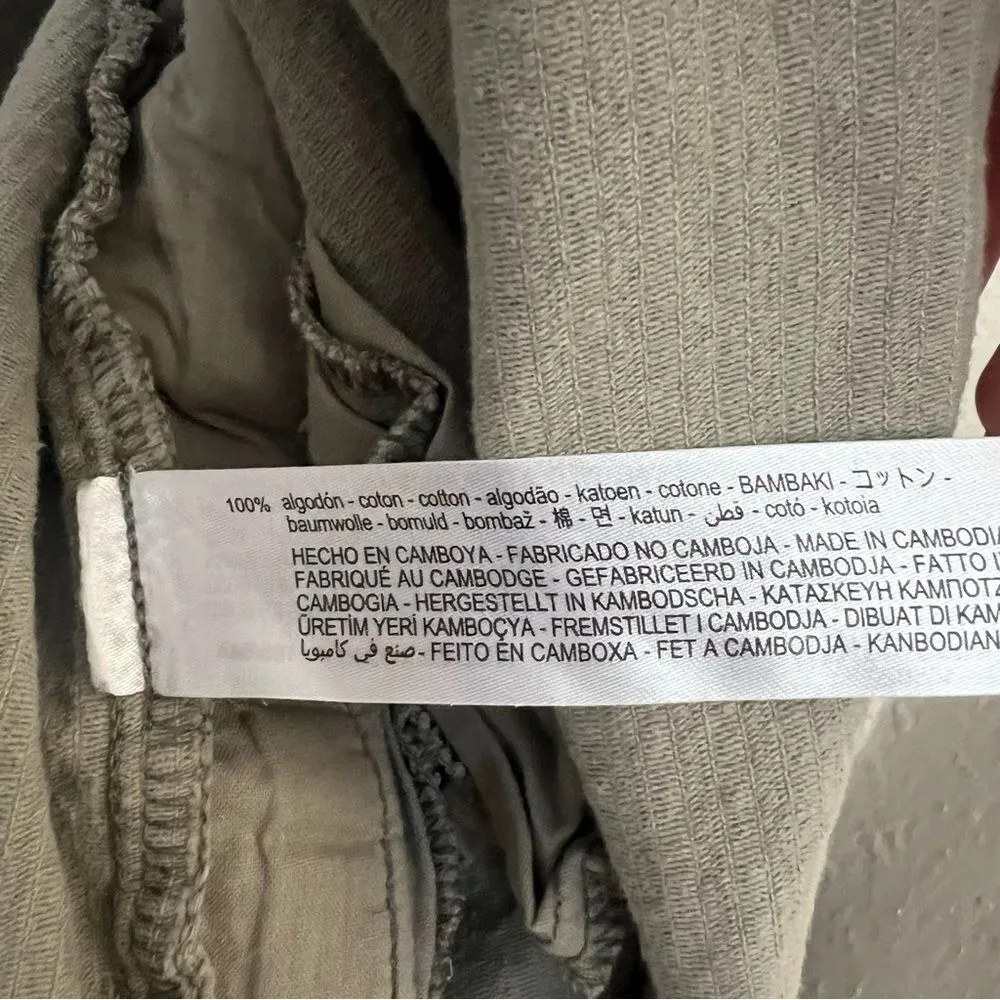 100% algodón - coton - cotton - algodão - katoen - cotone - BAMBAKI - コットン -
baumwolle - bomuld - bombaž - 棉 - 면 - katun - قطن - cotó - kotoia
HECHO EN CAMBOYA - FABRICADO NO CAMBOJA - MADE IN CAMBODIA
FABRIQUÉ AU CAMBODGE - GEFABRICEERD IN CAMBODJA - FATTO
CAMBOGIA - HERGESTELLT IN KAMBODSCHA - ΚΑΤΑΣΚΕΥΗ ΚΑΜΠΟΤΖ
ÜRETİM YERİ KAMBOÇYA - FREMSTILLET I CAMBODJA - DIBUAT DI KAM
صنع في كامبويا - FEITO EN CAMBOXA - FET A CAMBODJA - KANBODIAN